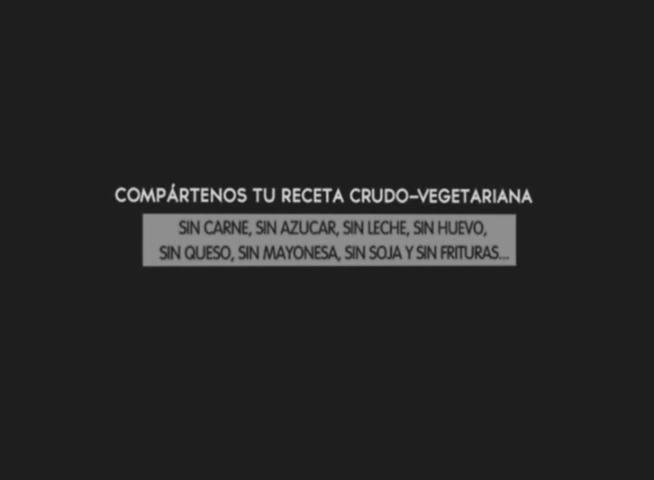 COMPÁRTENOS TU RECETA CRUDO-VEGETARIANA
SIN CARNE, SIN AZUCAR, SIN LECHE, SIN HUEVO,
SIN QUESO, SIN MAYONESA, SIN SOJA Y SIN FRITURAS...